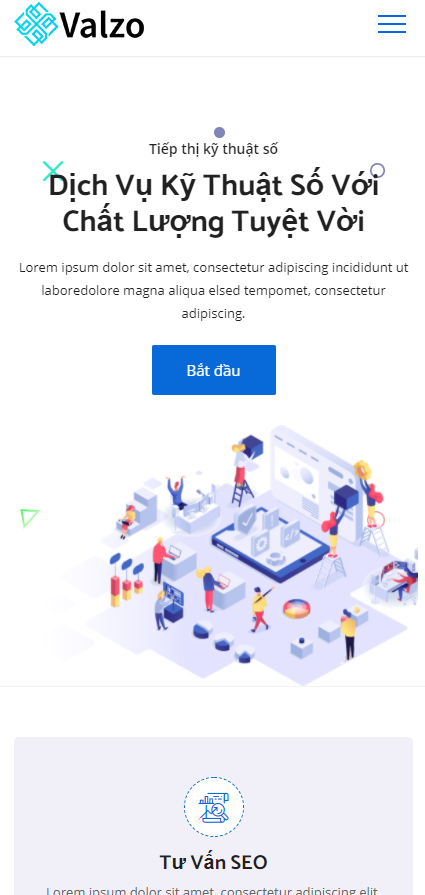 Valzo
Tiếp thị kỹ thuật số
Dịch Vụ Kỹ Thuật Số Với
Chất Lượng Tuyệt Vời
Lorem ipsum dolor sit amet, consectetur adipiscing incididunt ut
laboredolore magna aliqua elsed tempomet, consectetur
adipiscing.
Bắt đầu
Tư Vấn SEO
Lorem ipsum dolor sit amet, consectetur adipiscing elit